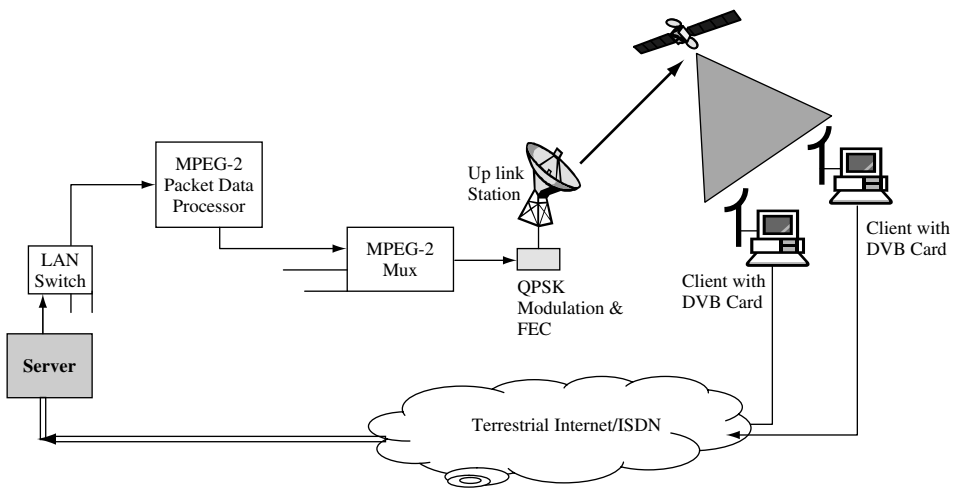 MPEG-2
Packet Data
Processor
Up link
Station
LAN
Switch
MPEG-2
Mux
QPSK
Modulation &
FEC
Client with
DVB Card
Client with
DVB Card
Server
Terrestrial Internet/ISDN